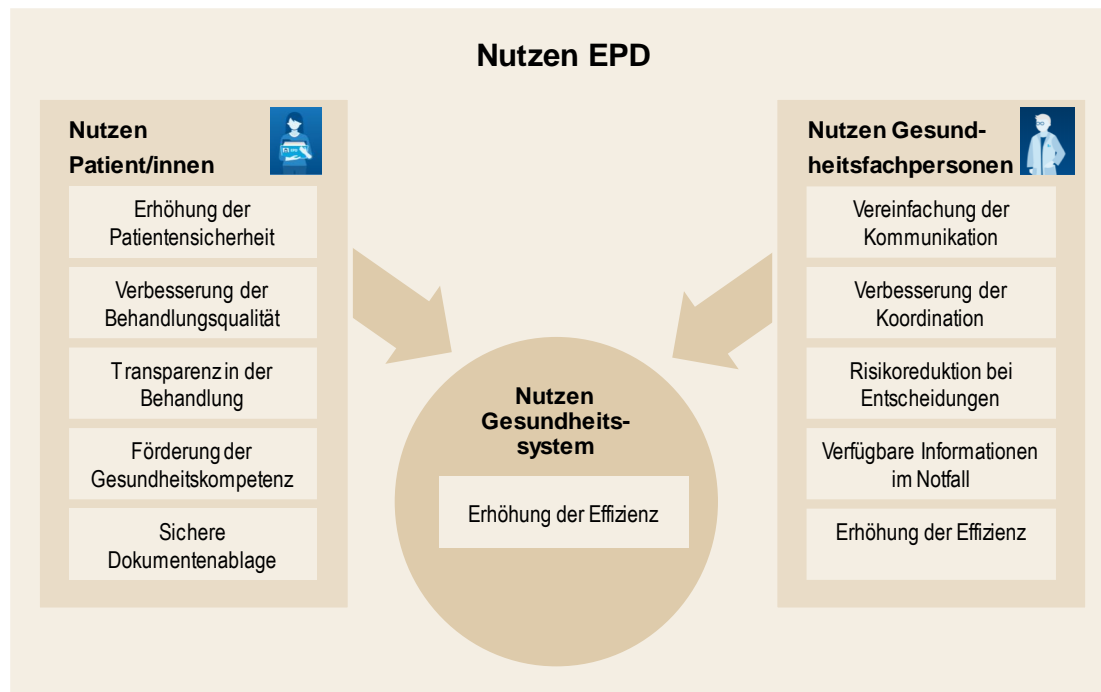 Nutzen EPD
Nutzen
Patient/innen
Erhöhung der
Patientensicherheit
Verbesserung der
Behandlungsqualität
Transparenz in der
Behandlung
Förderung der
Gesundheitskompetenz
Sichere
Dokumentenablage
Nutzen
Gesundheits-
system
Erhöhung der Effizienz
Nutzen Gesund-
heitsfachpersonen
Vereinfachung der
Kommunikation
Verbesserung der
Koordination
Risikoreduktion bei
Entscheidungen
Verfügbare Informationen
im Notfall
Erhöhung der Effizienz